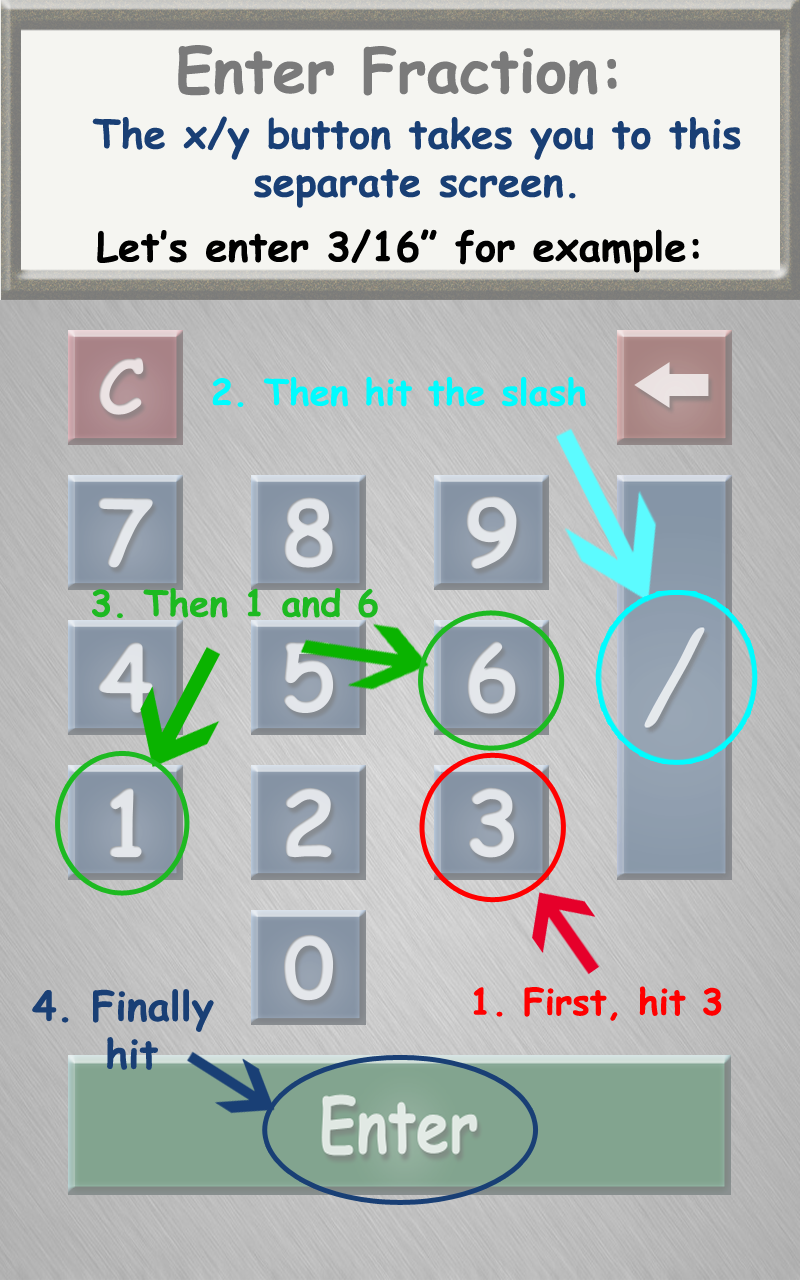 Enter Fraction:
The x/y button takes you to this
separate screen.
Let's enter 3/16” for example:
C
2. Then hit the slash
7 8 9
3. Then 1 and 6
4 5 6 /
1 2 3
0
1. First, hit 3
4. Finally
hit
Enter